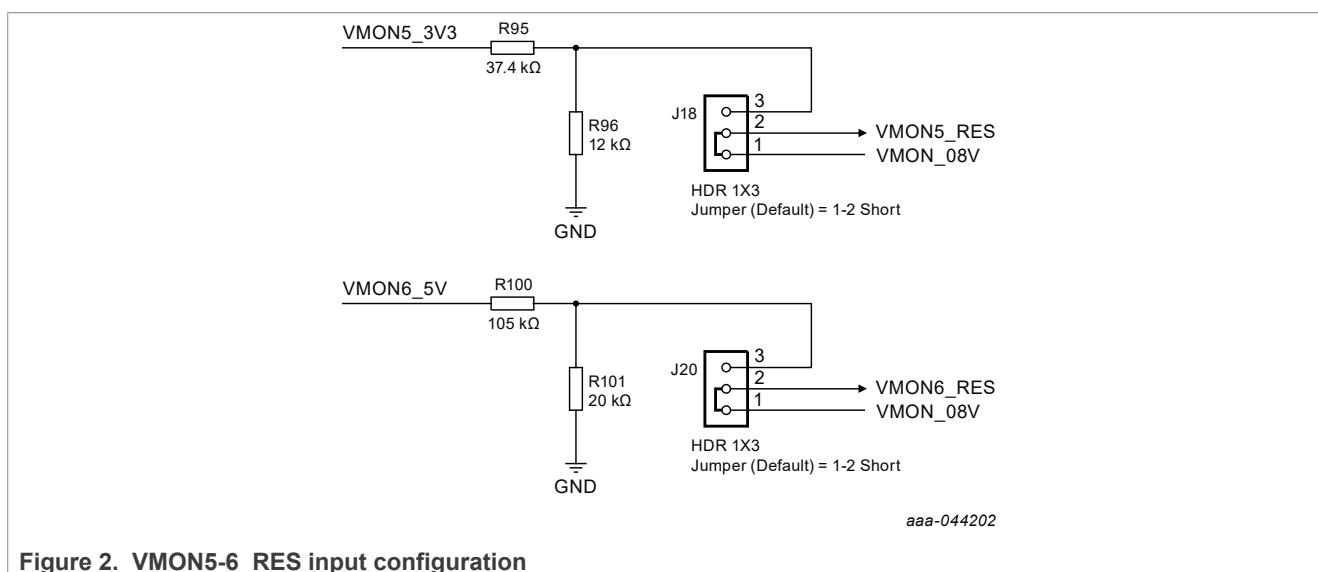 VMON5_3V3
R95
37.4 kΩ
R96
12 kΩ
GND
J18
3
2
1
VMON5_RES
VMON_08V
HDR 1X3
Jumper (Default) = 1-2 Short
VMON6_5V
R100
105 kΩ
R101
20 kΩ
GND
J20
3
2
1
VMON6_RES
VMON_08V
HDR 1X3
Jumper (Default) = 1-2 Short
aaa-044202
Figure 2. VMON5-6_RES input configuration